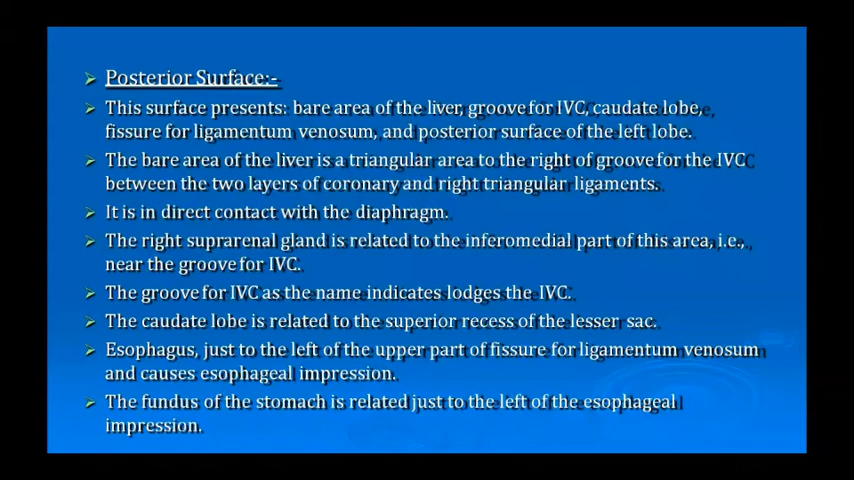 Posterior Surface:-
This surface presents: bare area of the liver, groove for IVC, caudate lobe,
fissure for ligamentum venosum, and posterior surface of the left lobe.
The bare area of the liver is a triangular area to the right of groove for the IVC
between the two layers of coronary and right triangular ligaments.
It is in direct contact with the diaphragm.
The right suprarenal gland is related to the inferomedial part of this area, i.e.,
near the groove for IVC.
The groove for IVC as the name indicates lodges the IVC.
The caudate lobe is related to the superior recess of the lesser sac.
Esophagus, just to the left of the upper part of fissure for ligamentum venosum
and causes esophageal impression.
The fundus of the stomach is related just to the left of the esophageal
impression.